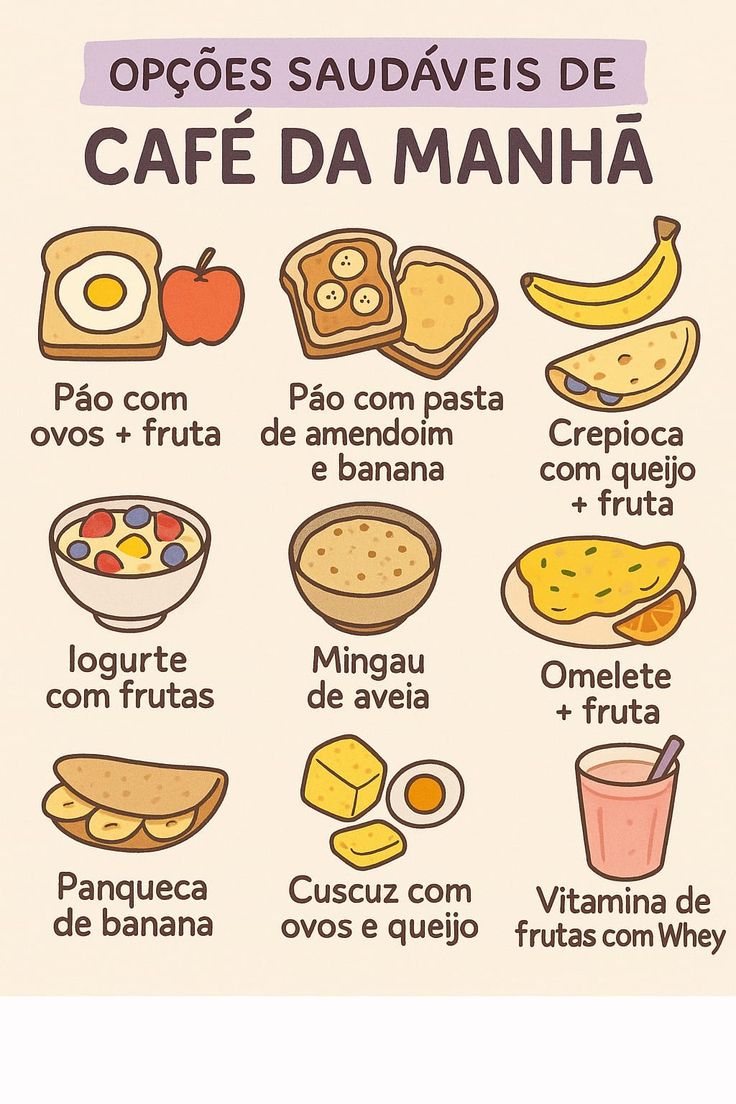 OPÇÕES SAUDÁVEIS DE
CAFÉ DA MANHÃ
Páo com
ovos + fruta
Páo com pasta
de amendoim
e banana
Crepioca
com queijo
+ fruta
Iogurte
com frutas
Mingau
de aveia
Omelete
+ fruta
Panqueca
de banana
Cuscuz com
ovos e queijo
Vitamina de
frutas com Whey